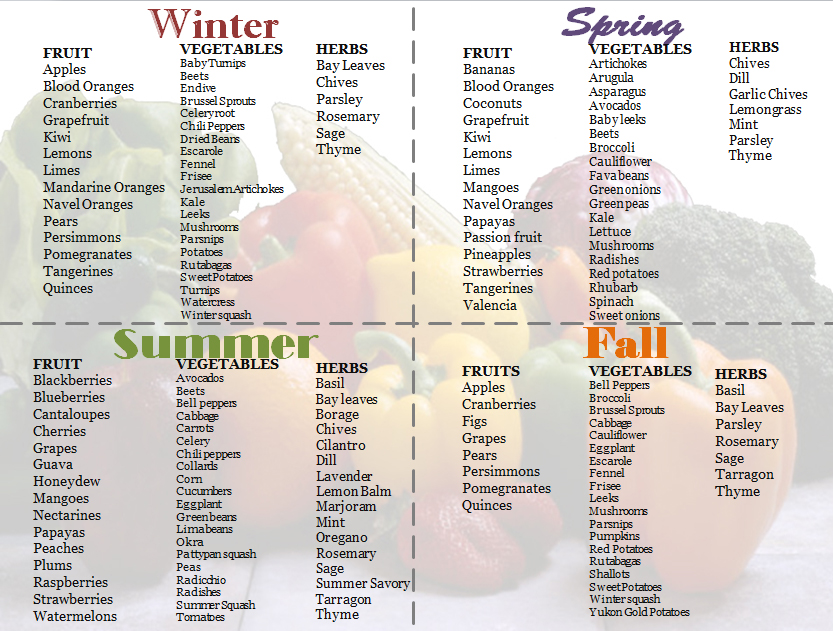 Winter
FRUIT
Apples
Blood Oranges
Cranberries
Grapefruit
Kiwi
Lemons
Limes
Mandarine Oranges
Navel Oranges
Pears
Persimmons
Pomegranates
Tangerines
Quinces
VEGETABLES
Baby Turnips
Beets
Endive
Brussel Sprouts
Celery root
Chili Peppers
Dried Beans
Escarole
Fennel
Frisee
Jerusalem Artichokes
Kale
Leeks
Mushrooms
Parsnips
Potatoes
Rutabagas
Sweet Potatoes
Turnips
Watercress
Winter squash
HERBS
Bay Leaves
Chives
Parsley
Rosemary
Sage
Thyme
Spring
FRUIT
Bananas
Blood Oranges
Coconuts
Grapefruit
Kiwi
Lemons
Limes
Mangoes
Navel Oranges
Papayas
Passion fruit
Pineapples
Strawberries
Tangerines
Valencia
VEGETABLES
Artichokes
Arugula
Asparagus
Avocados
Baby leeks
Beets
Broccoli
Cauliflower
Fava beans
Green onions
Green peas
Kale
Lettuce
Mushrooms
Radishes
Red potatoes
Rhubarb
Spinach
Sweet onions
HERBS
Chives
Dill
Garlic Chives
Lemongrass
Mint
Parsley
Thyme
Summer
FRUIT
Blackberries
Blueberries
Cantaloupes
Cherries
Grapes
Guava
Honeydew
Mangoes
Nectarines
Papayas
Peaches
Plums
Raspberries
Strawberries
Watermelons
VEGETABLES
Avocados
Beets
Bell peppers
Cabbage
Carrots
Celery
Chili peppers
Collards
Corn
Cucumbers
Eggplant
Green beans
Lima beans
Okra
Pattypan squash
Peas
Radicchio
Radishes
Summer Squash
Tomatoes
HERBS
Basil
Bay leaves
Borage
Chives
Cilantro
Dill
Lavender
Lemon Balm
Marjoram
Mint
Oregano
Rosemary
Sage
Summer Savory
Tarragon
Thyme
Fall
FRUITS
Apples
Cranberries
Figs
Grapes
Pears
Persimmons
Pomegranates
Quinces
VEGETABLES
Bell Peppers
Broccoli
Brussel Sprouts
Cabbage
Cauliflower
Eggplant
Escarole
Fennel
Frisee
Leeks
Mushrooms
Parsnips
Pumpkins
Red Potatoes
Rutabagas
Shallots
Sweet Potatoes
Winter squash
Yukon Gold Potatoes
HERBS
Basil
Bay Leaves
Parsley
Rosemary
Sage
Tarragon
Thyme